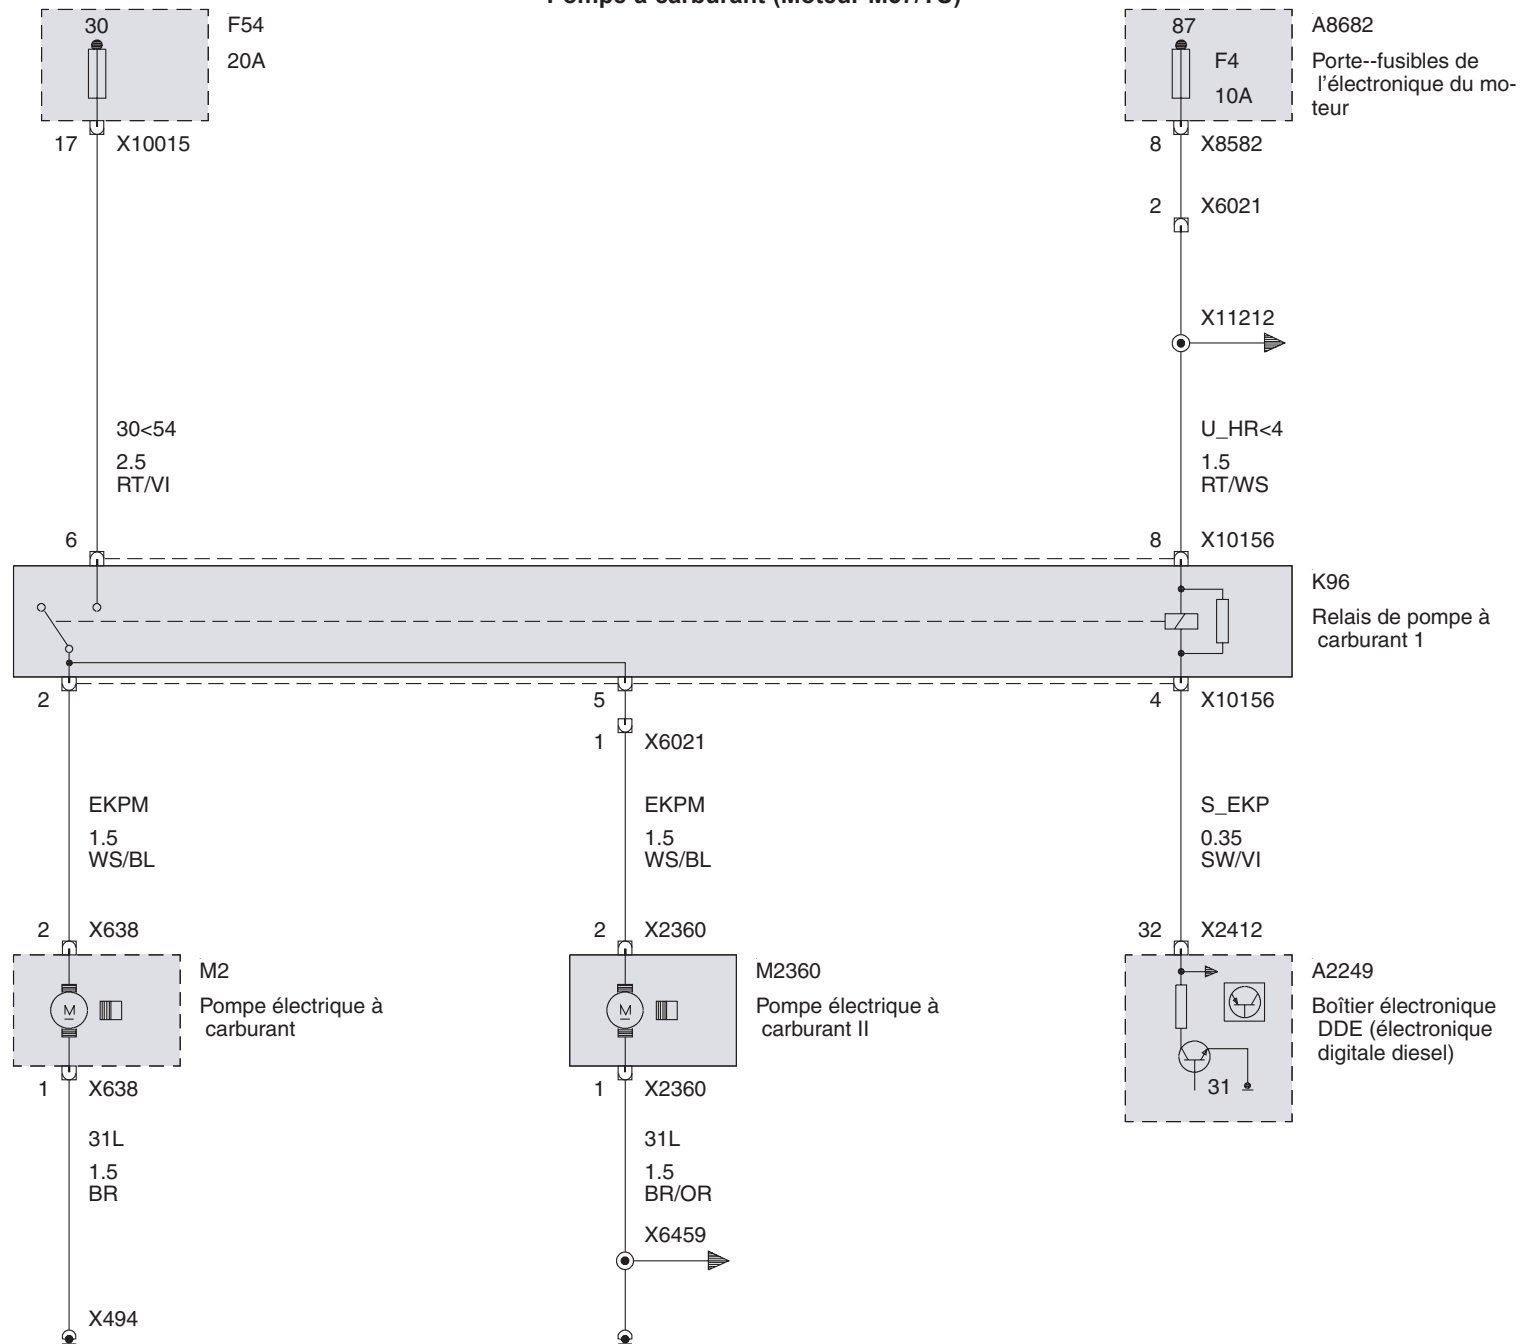 Pompe à carburant (Moteur M57/TU)
30
F54
20A
17
X10015
87
F4
10A
A8682
Porte--fusibles de
l'électronique du mo-
teur
8
X8582
2
X6021
X11212
30<54
2.5
RT/VI
U_HR<4
1.5
RT/WS
6
8
X10156
K96
Relais de pompe à
carburant 1
2
5
4
X10156
1
X6021
EKPM
1.5
WS/BL
EKPM
1.5
WS/BL
S_EKP
0.35
SW/VI
2
X638
2
X2360
32
X2412
M2
Pompe électrique à
carburant
M
M2360
Pompe électrique à
carburant II
M
A2249
Boîtier électronique
DDE (électronique
digitale diesel)
31
1
X638
1
X2360
31L
1.5
BR
31L
1.5
BR/OR
X6459
X494